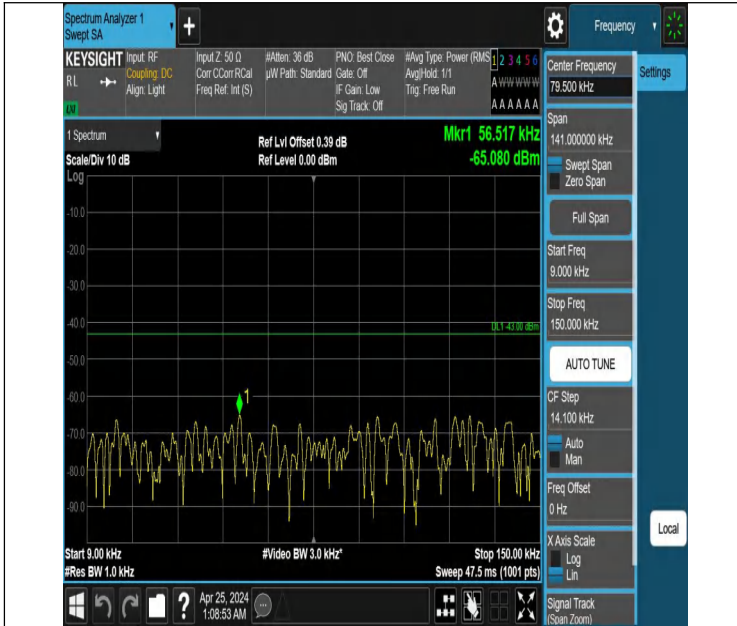 Spectrum Analyzer 1
Swept SA
+
Frequency
KEYSIGHT
RL
Input: RF
Coupling: DC
Align: Light
Input Z: 50 Ω
Corr CCorr RCal
Freq Ref: Int (S)
#Atten: 36 dB
µW Path: Standard
PNO: Best Close
Gate: Off
IF Gain: Low
Sig Track: Off
#Avg Type: Power (RMS
Avg|Hold: 1/1
Trig: Free Run
1 2 3 4 5 6
A W W W W W
A A A A A A
Center Frequency
79.500 kHz
Settings
Span
141.000000 kHz
Swept Span
Zero Span
Full Span
Start Freq
9.000 kHz
Stop Freq
150.000 kHz
AUTO TUNE
CF Step
14.100 kHz
Auto
Man
Freq Offset
0 Hz
X Axis Scale
Log
Lin
Signal Track
(Span Zoom)
Local
1 Spectrum
Scale/Div 10 dB
Log
Ref Lvl Offset 0.39 dB
Ref Level 0.00 dBm
Mkr1 56.517 kHz
-65.080 dBm
-10.0
-20.0
-30.0
-40.0
DL1 -43.00 dBm
-50.0
-60.0
1
-70.0
-80.0
-90.0
Start 9.00 kHz
#Video BW 3.0 kHz*
Stop 150.00 kHz
#Res BW 1.0 kHz
Sweep 47.5 ms (1001 pts)
?
Apr 25, 2024
1:08:53 AM